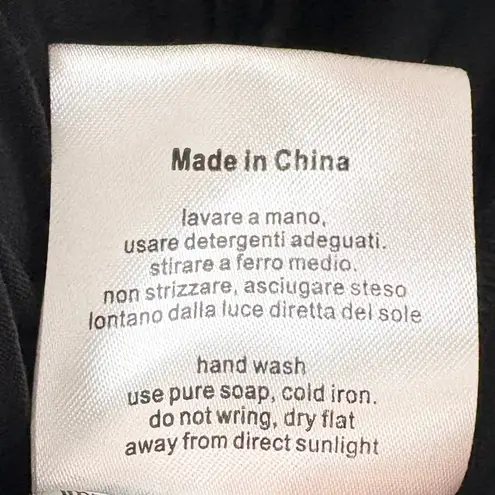 Made in China
lavare a mano,
usare detergenti adeguati.
stirare a ferro medio.
non strizzare, asciugare steso
lontano dalla luce diretta del sole
hand wash
use pure soap, cold iron.
do not wring, dry flat
away from direct sunlight